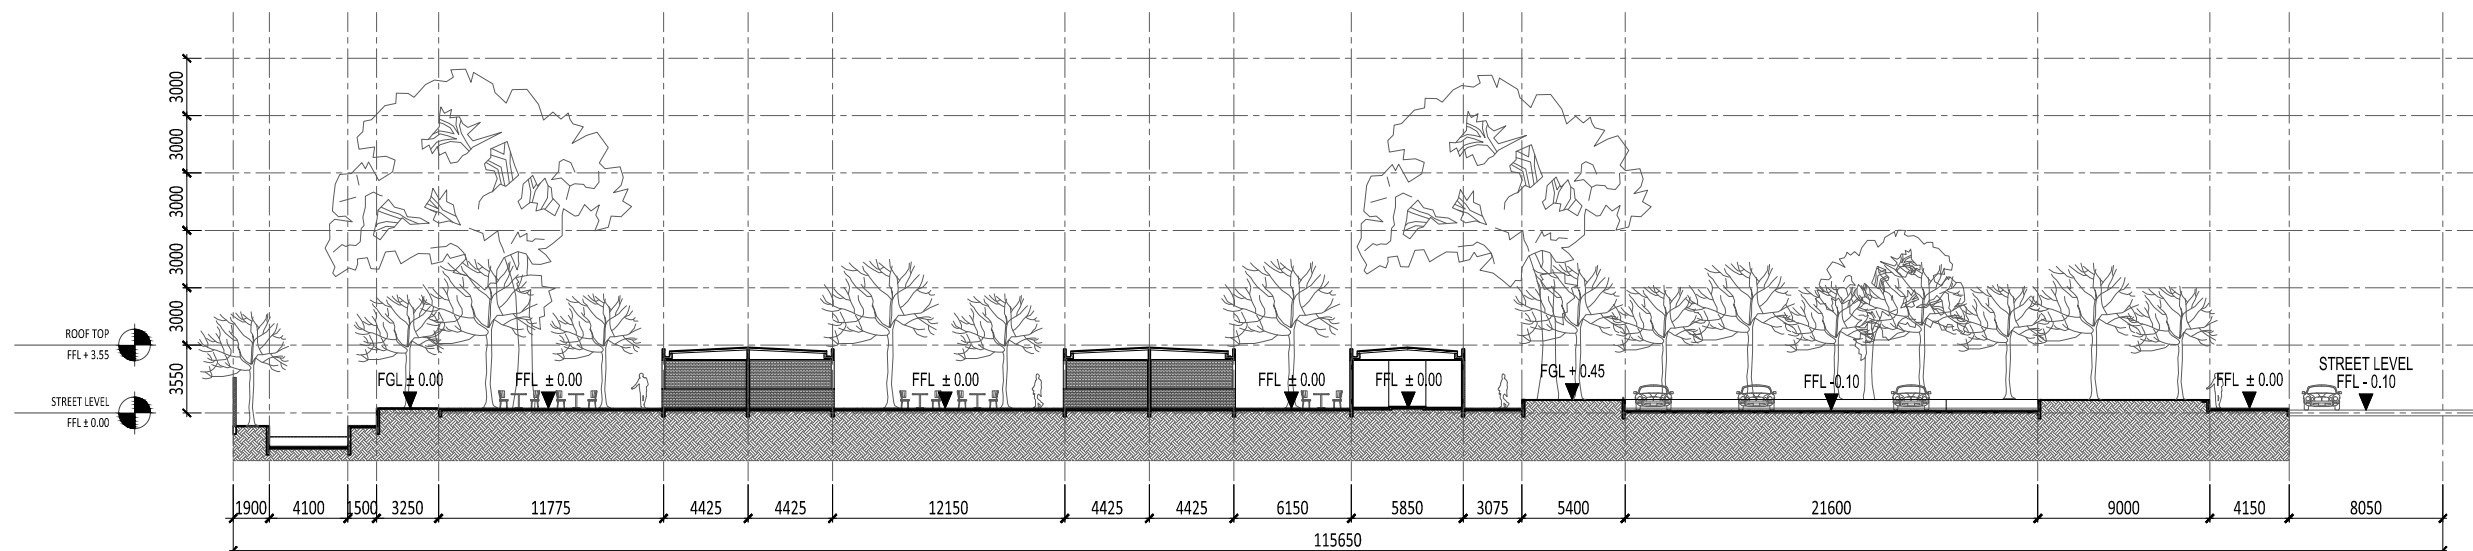 3000
3000
3000
3000
3000
3550
ROOF TOP
FFL + 3.55
STREET LEVEL
FFL ± 0.00
FGL ± 0.00
FFL ± 0.00
FFL ± 0.00
FFL ± 0.00
FFL ± 0.00
FGL + 0.45
FFL -0.10
FFL ± 0.00
STREET LEVEL
FFL - 0.10
1900
4100
1500
3250
11775
4425
4425
12150
4425
4425
6150
5850
3075
5400
21600
9000
4150
8050
115650